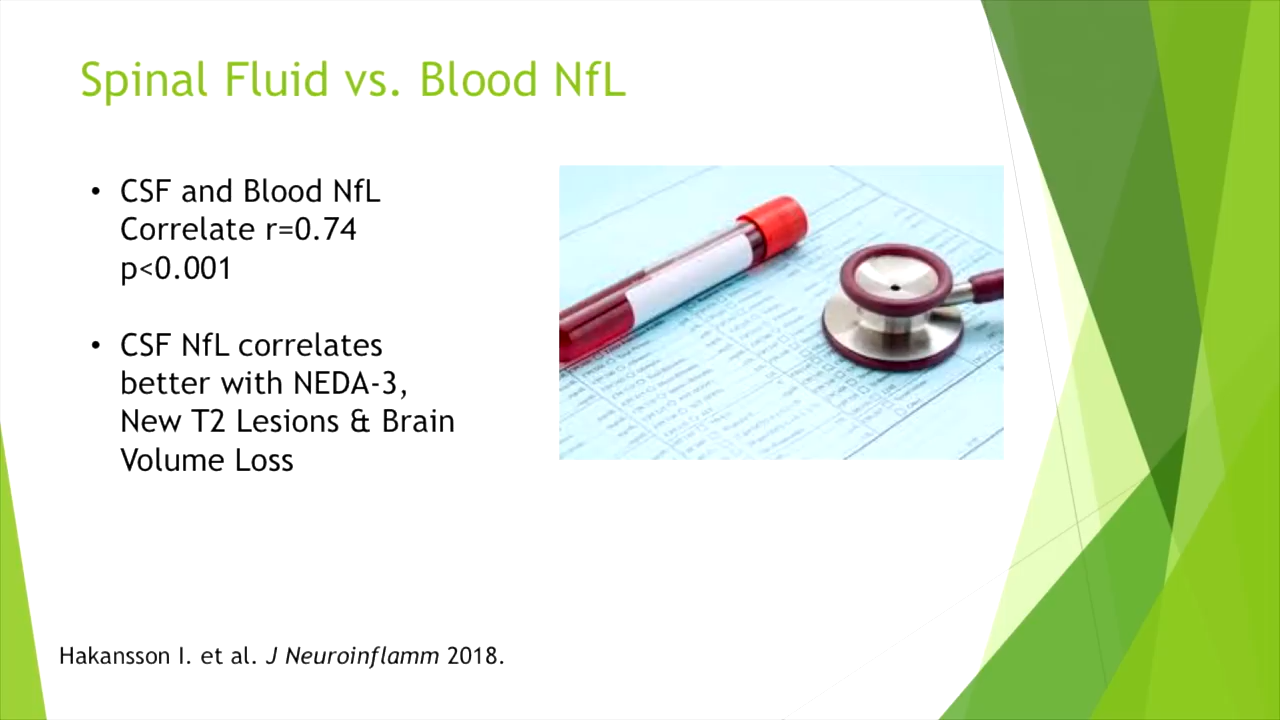 Spinal Fluid vs. Blood NfL
• CSF and Blood NfL
Correlate r=0.74
p<0.001
• CSF NfL correlates
better with NEDA-3,
New T2 Lesions & Brain
Volume Loss
Hakansson I. et al. J Neuroinflamm 2018.